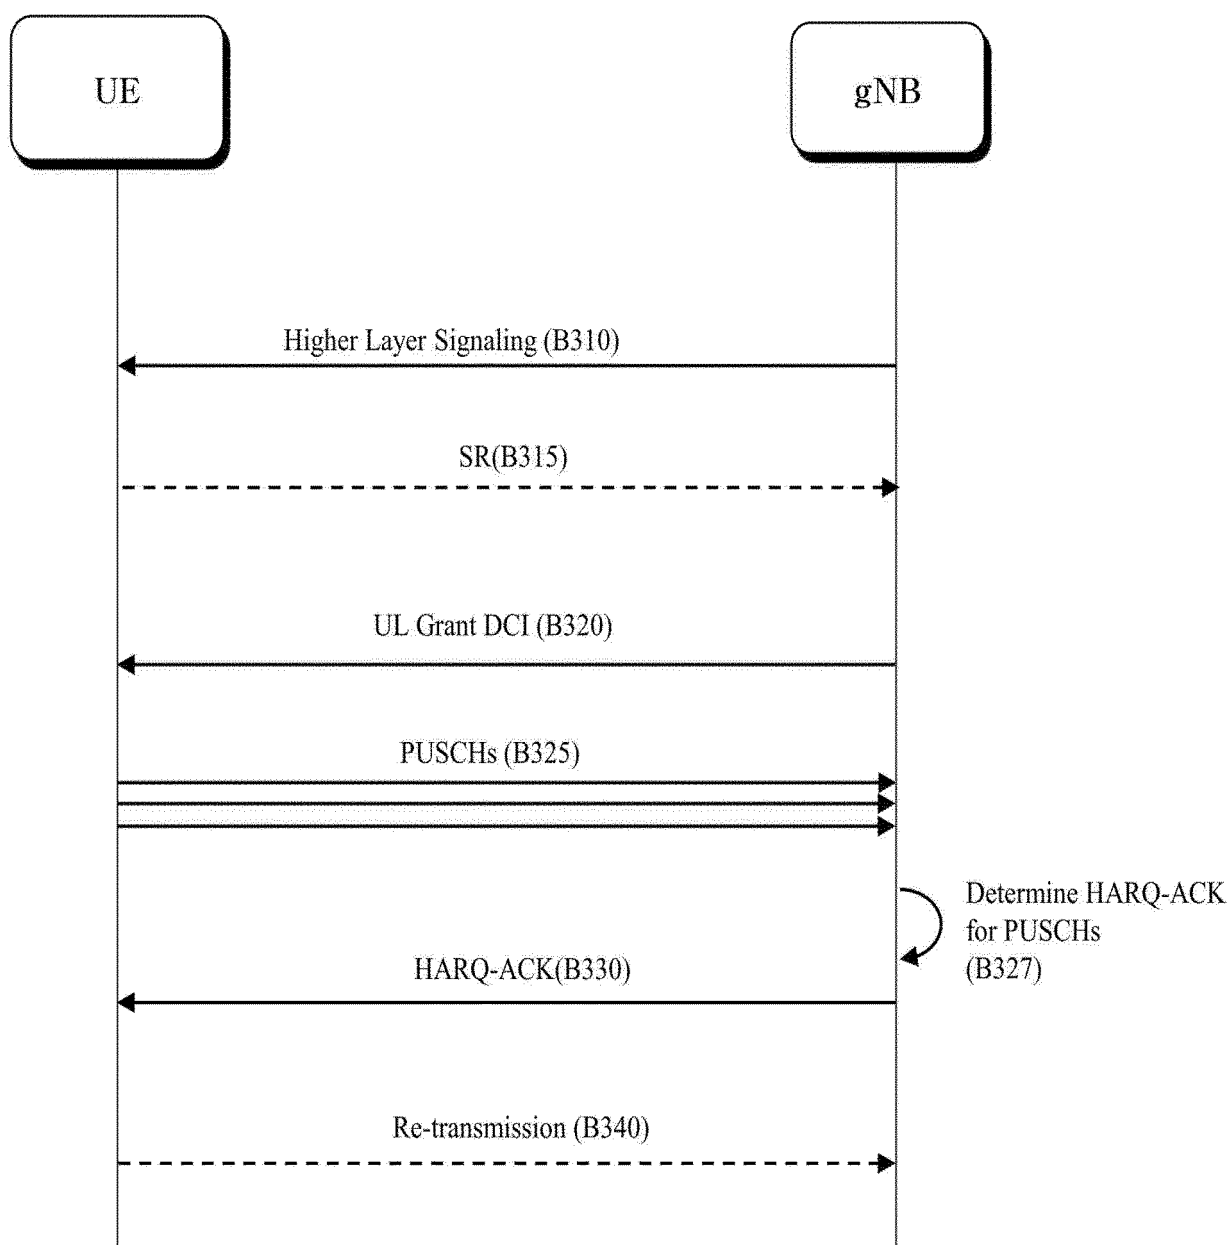 UE
gNB
Higher Layer Signaling (B310)
SR(B315)
UL Grant DCI (B320)
PUSCHs (B325)
Determine HARQ-ACK
for PUSCHs
(B327)
HARQ-ACK(B330)
Re-transmission (B340)